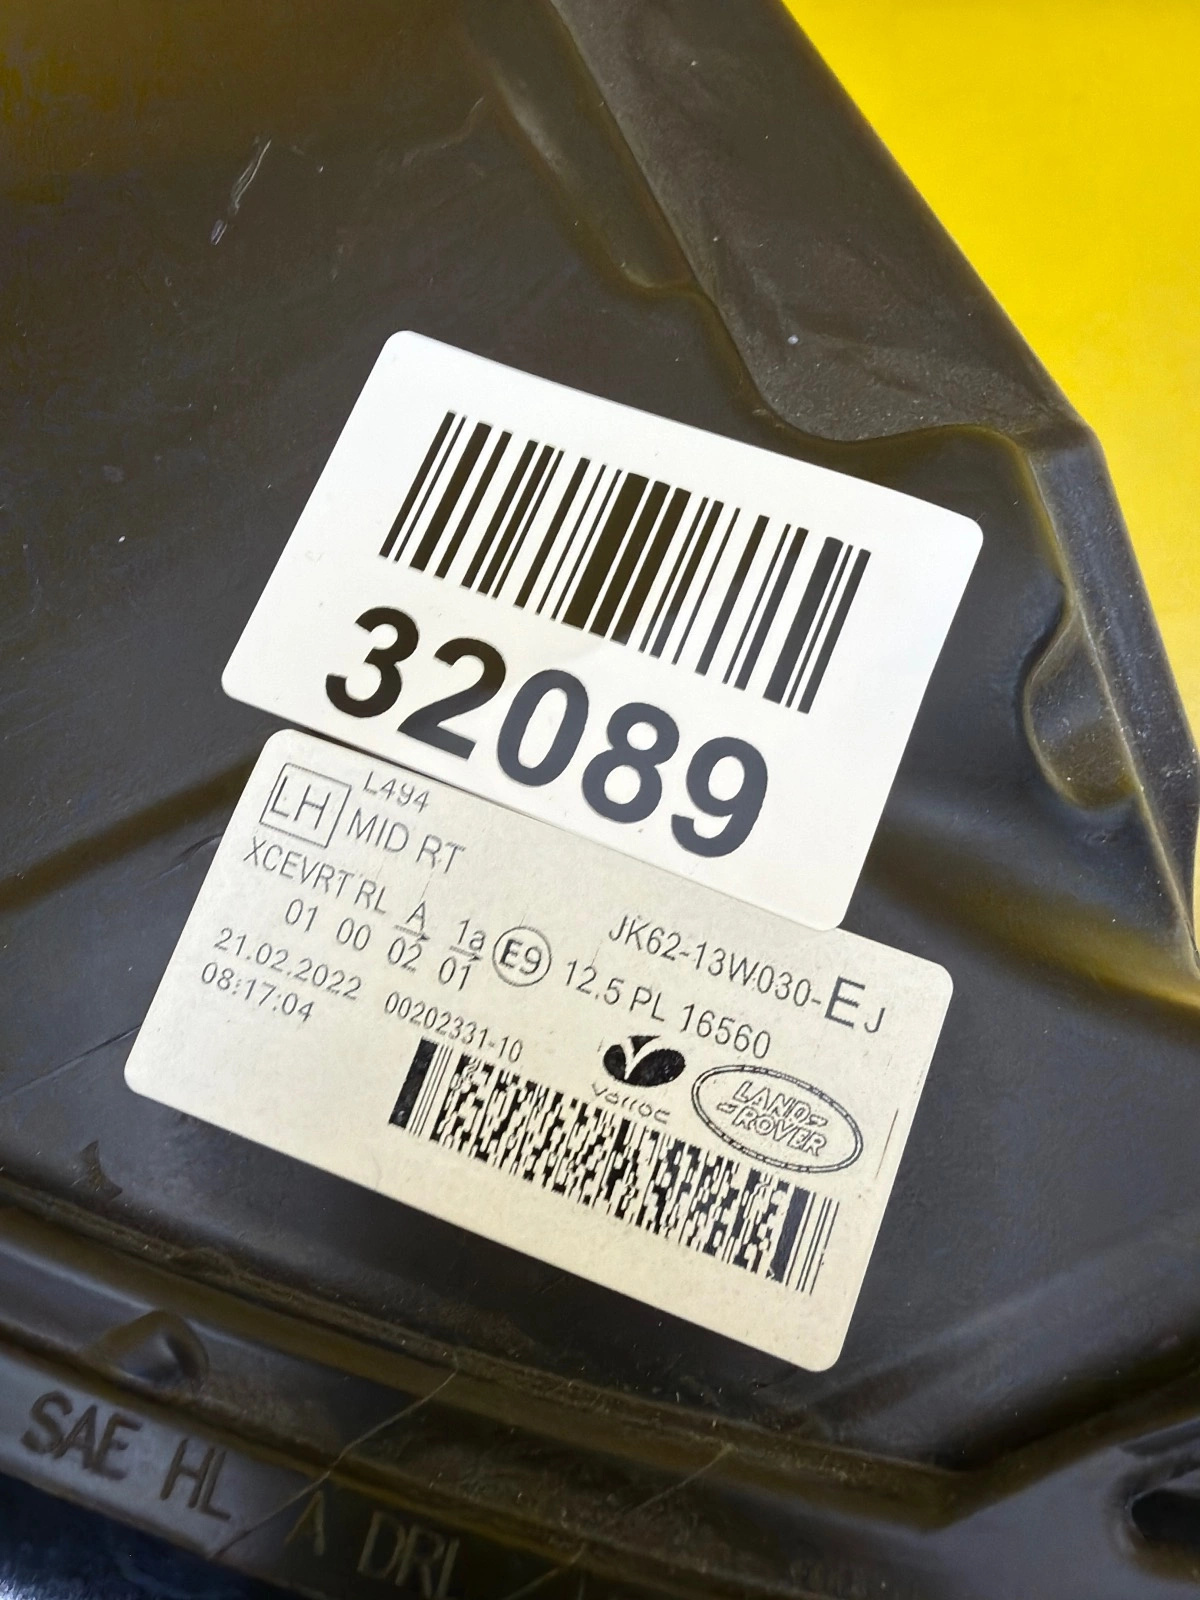 32089
L494
LH MID RT
XCEVRT RL A 1a E9
01 00 02 01
12.5 PL 16560
JK62-13W030-EJ
21.02.2022
08:17:04
00202331-10
Valeo
LAND
ROVER
SAE HL A DRL